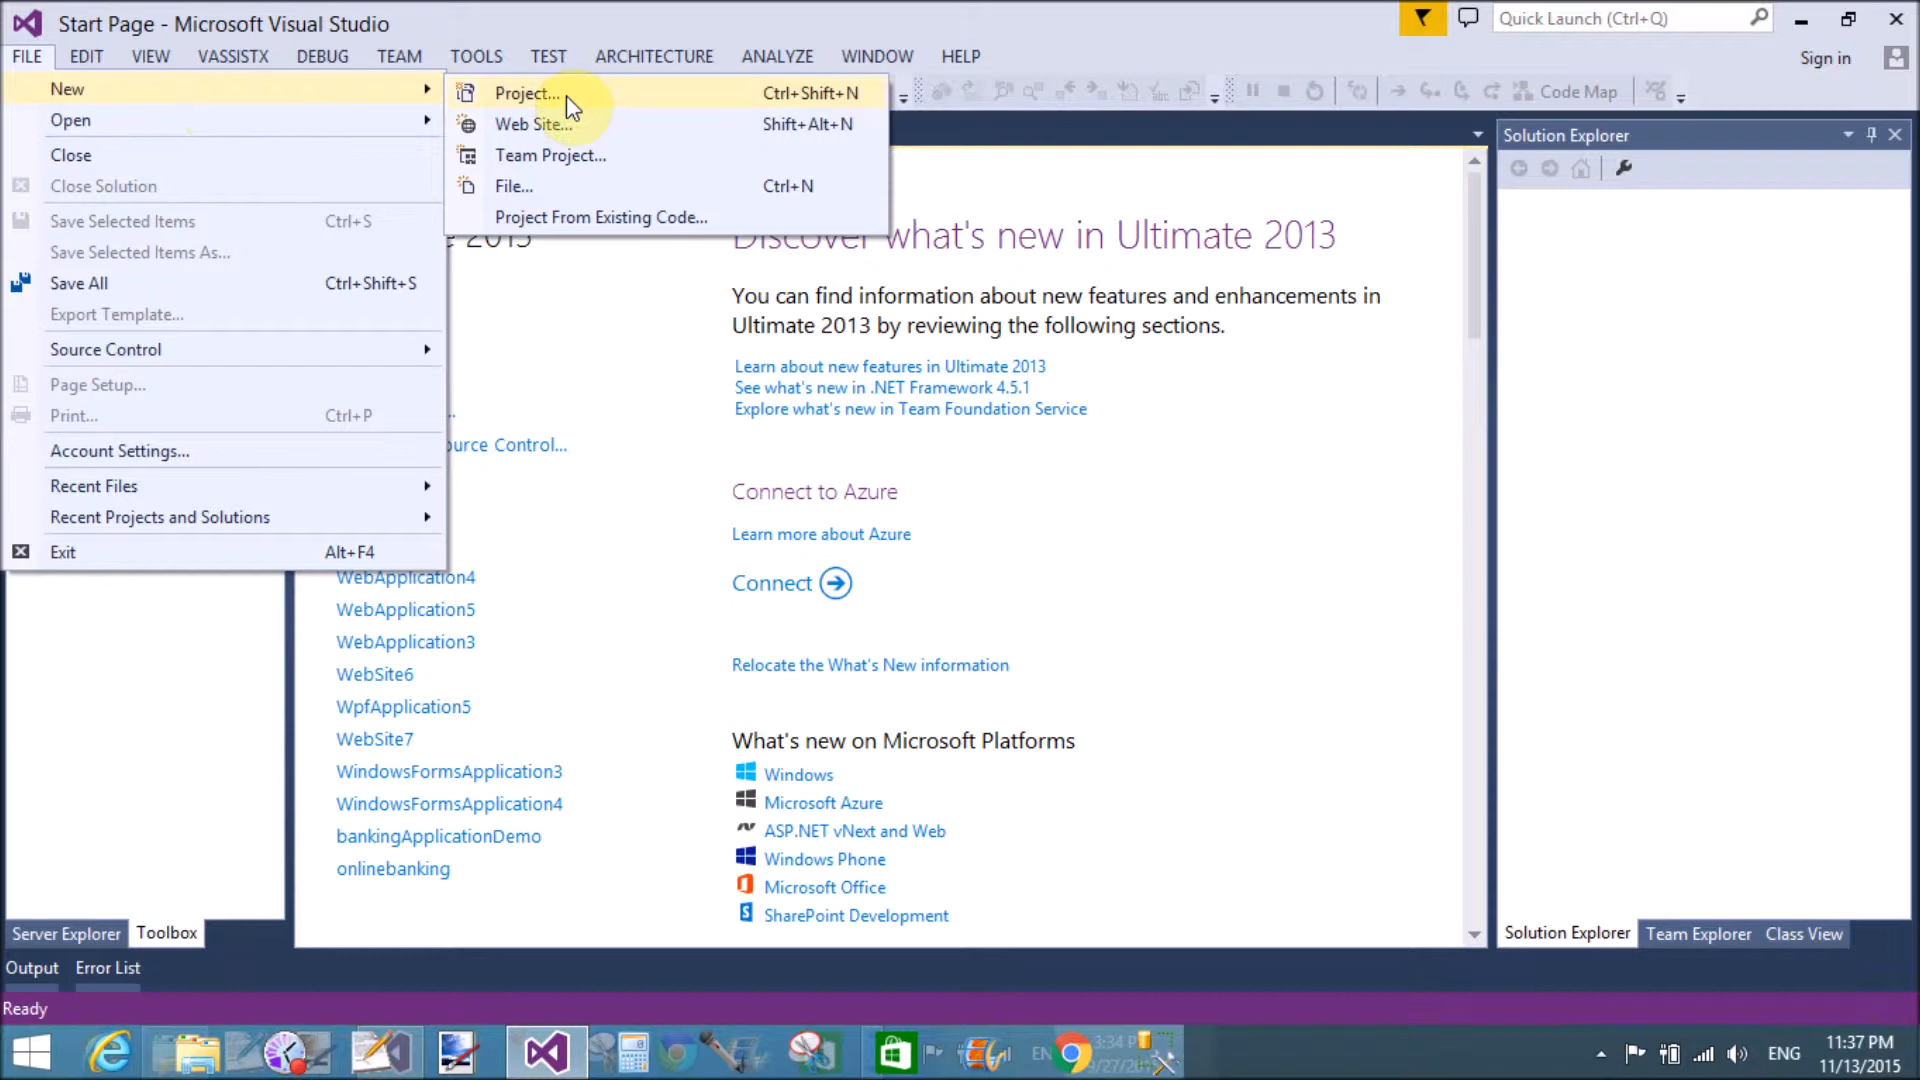 Start Page - Microsoft Visual Studio
Quick Launch (Ctrl+Q)
FILE EDIT VIEW VASSISTX DEBUG TEAM TOOLS TEST ARCHITECTURE ANALYZE WINDOW HELP
Sign in
New
Open
Close
Close Solution
Save Selected Items Ctrl+S
Save Selected Items As...
Save All Ctrl+Shift+S
Export Template...
Source Control
Page Setup...
Print... Ctrl+P
Account Settings...
Recent Files
Recent Projects and Solutions
Exit Alt+F4
Project... Ctrl+Shift+N
Web Site... Shift+Alt+N
Team Project...
File... Ctrl+N
Project From Existing Code...
Code Map
Solution Explorer
Discover what's new in Ultimate 2013
You can find information about new features and enhancements in
Ultimate 2013 by reviewing the following sections.
Learn about new features in Ultimate 2013
See what's new in .NET Framework 4.5.1
Explore what's new in Team Foundation Service
Control...
Connect to Azure
Learn more about Azure
Connect
Relocate the What's New information
What's new on Microsoft Platforms
Windows
Microsoft Azure
ASP.NET vNext and Web
Windows Phone
Microsoft Office
SharePoint Development
WebApplication4
WebApplication5
WebApplication3
WebSite6
WpfApplication5
WebSite7
WindowsFormsApplication3
WindowsFormsApplication4
bankingApplicationDemo
onlinebanking
Server Explorer Toolbox
Solution Explorer Team Explorer Class View
Output Error List
Ready
ENG
11:37 PM
11/13/2015